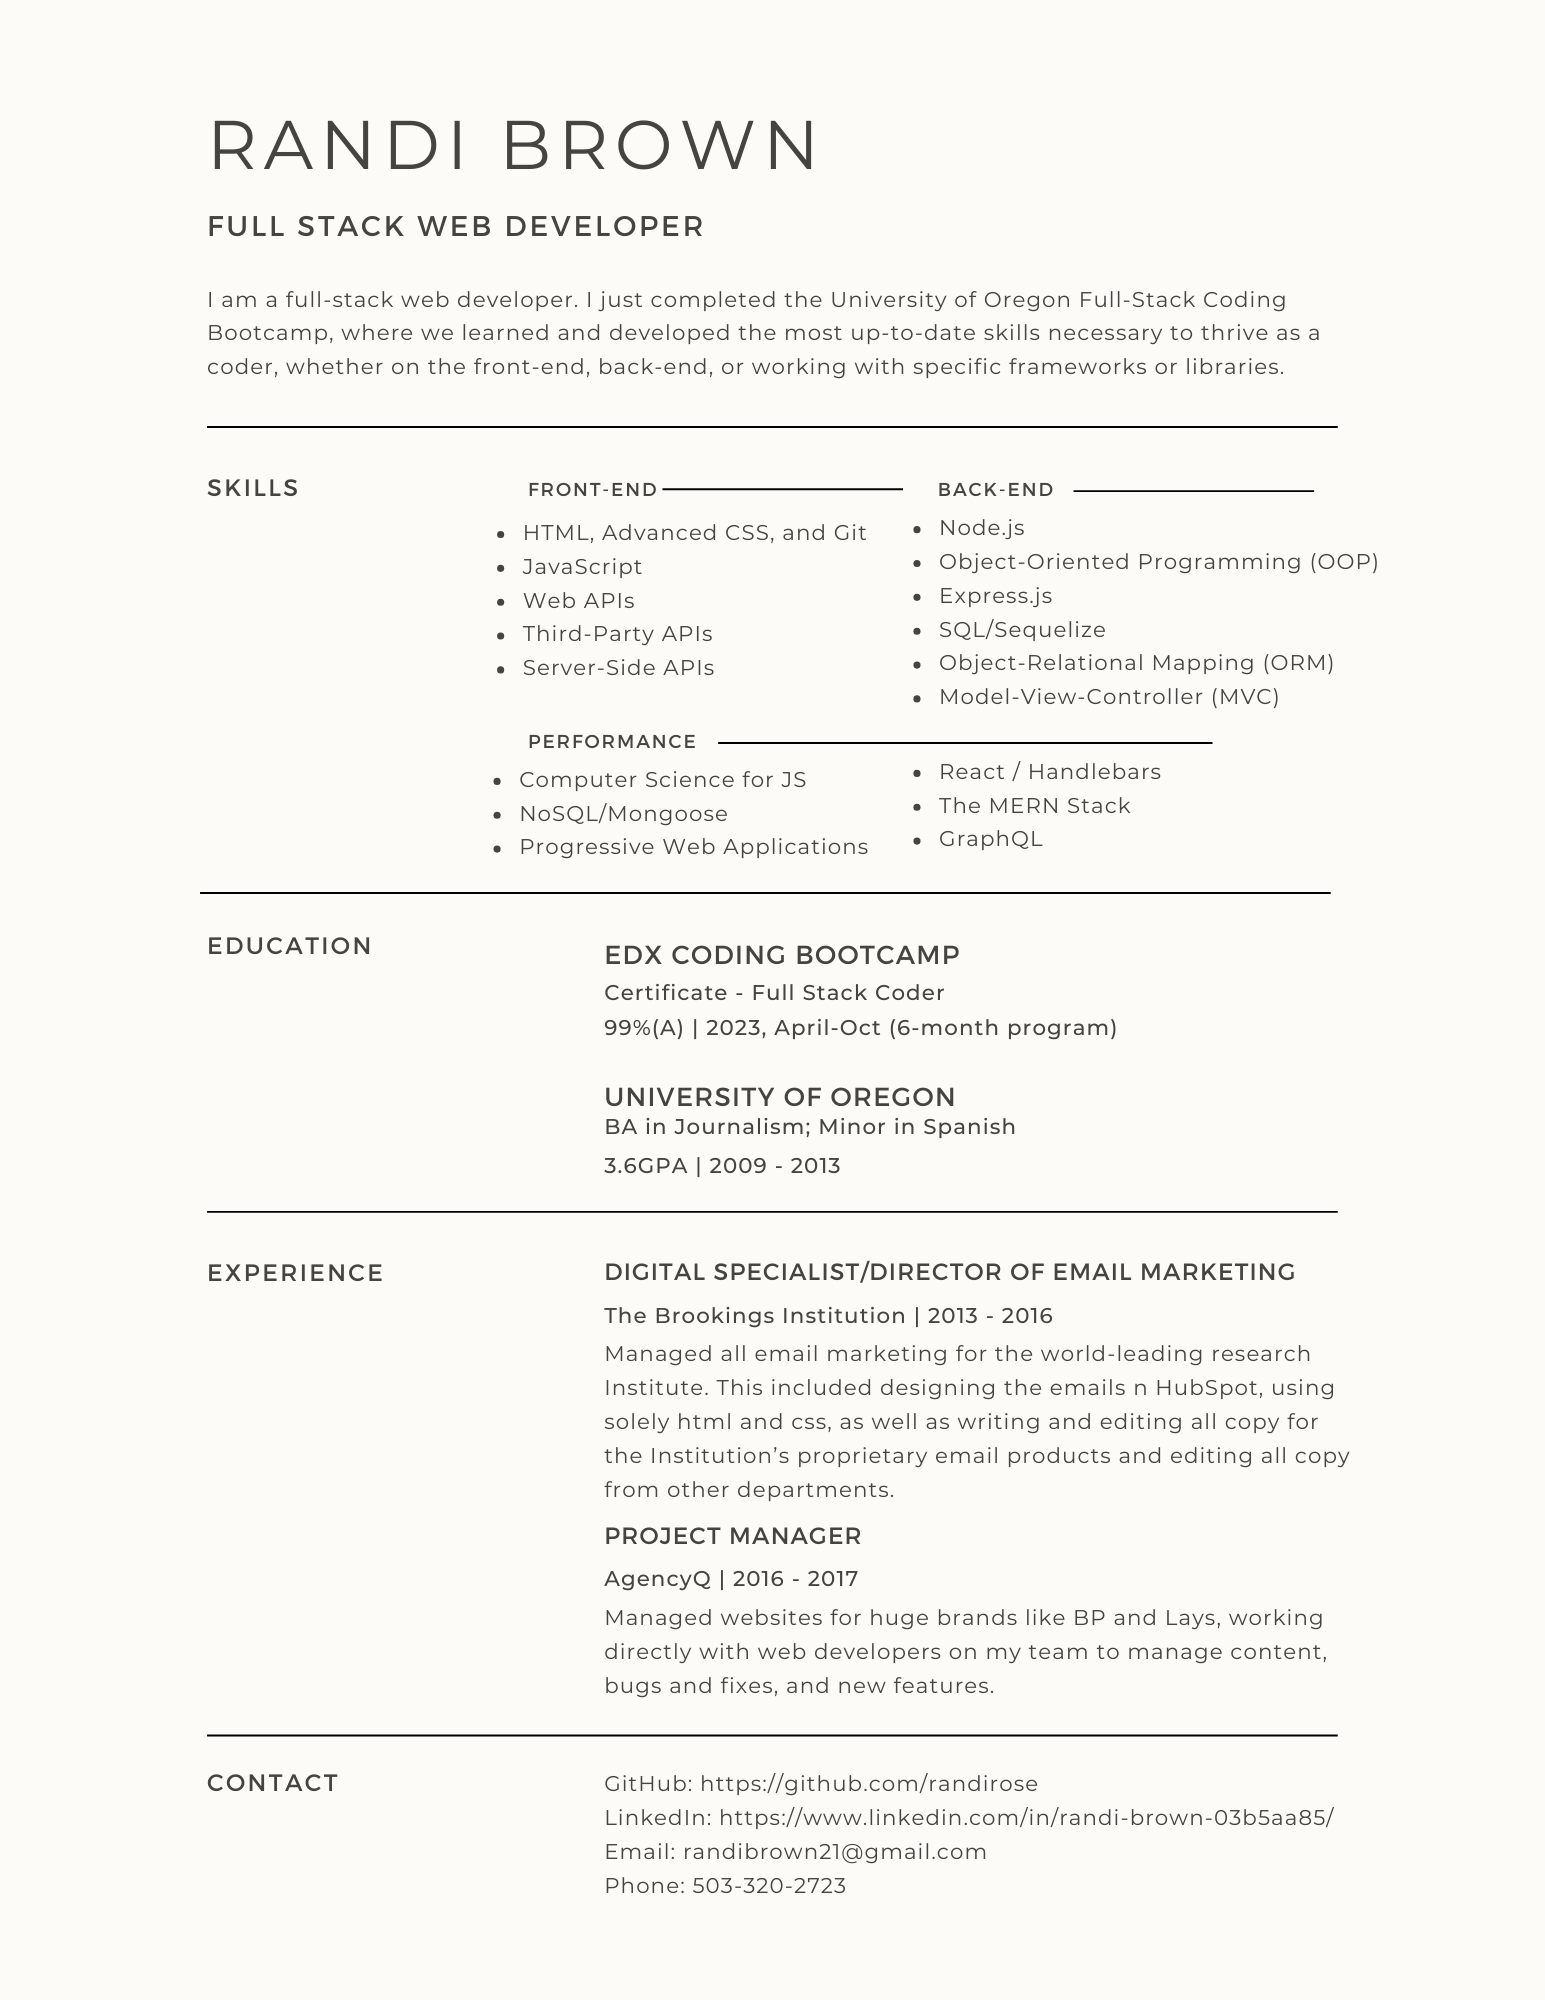 RANDI BROWN
FULL STACK WEB DEVELOPER
I am a full-stack web developer. I just completed the University of Oregon Full-Stack Coding
Bootcamp, where we learned and developed the most up-to-date skills necessary to thrive as a
coder, whether on the front-end, back-end, or working with specific frameworks or libraries.
SKILLS
FRONT-END
• HTML, Advanced CSS, and Git
• JavaScript
• Web APIs
• Third-Party APIs
• Server-Side APIs
BACK-END
• Node.js
• Object-Oriented Programming (OOP)
• Express.js
• SQL/Sequelize
• Object-Relational Mapping (ORM)
• Model-View-Controller (MVC)
PERFORMANCE
• Computer Science for JS
• NoSQL/Mongoose
• Progressive Web Applications
• React / Handlebars
• The MERN Stack
• GraphQL
EDUCATION
EDX CODING BOOTCAMP
Certificate - Full Stack Coder
99%(A) | 2023, April-Oct (6-month program)
UNIVERSITY OF OREGON
BA in Journalism; Minor in Spanish
3.6GPA | 2009 - 2013
EXPERIENCE
DIGITAL SPECIALIST/DIRECTOR OF EMAIL MARKETING
The Brookings Institution | 2013 - 2016
Managed all email marketing for the world-leading research
Institute. This included designing the emails n HubSpot, using
solely html and css, as well as writing and editing all copy for
the Institution’s proprietary email products and editing all copy
from other departments.
PROJECT MANAGER
AgencyQ | 2016 - 2017
Managed websites for huge brands like BP and Lays, working
directly with web developers on my team to manage content,
bugs and fixes, and new features.
CONTACT
GitHub: https://github.com/randirose
LinkedIn: https://www.linkedin.com/in/randi-brown-03b5aa85/
Email: randibrown21@gmail.com
Phone: 503-320-2723